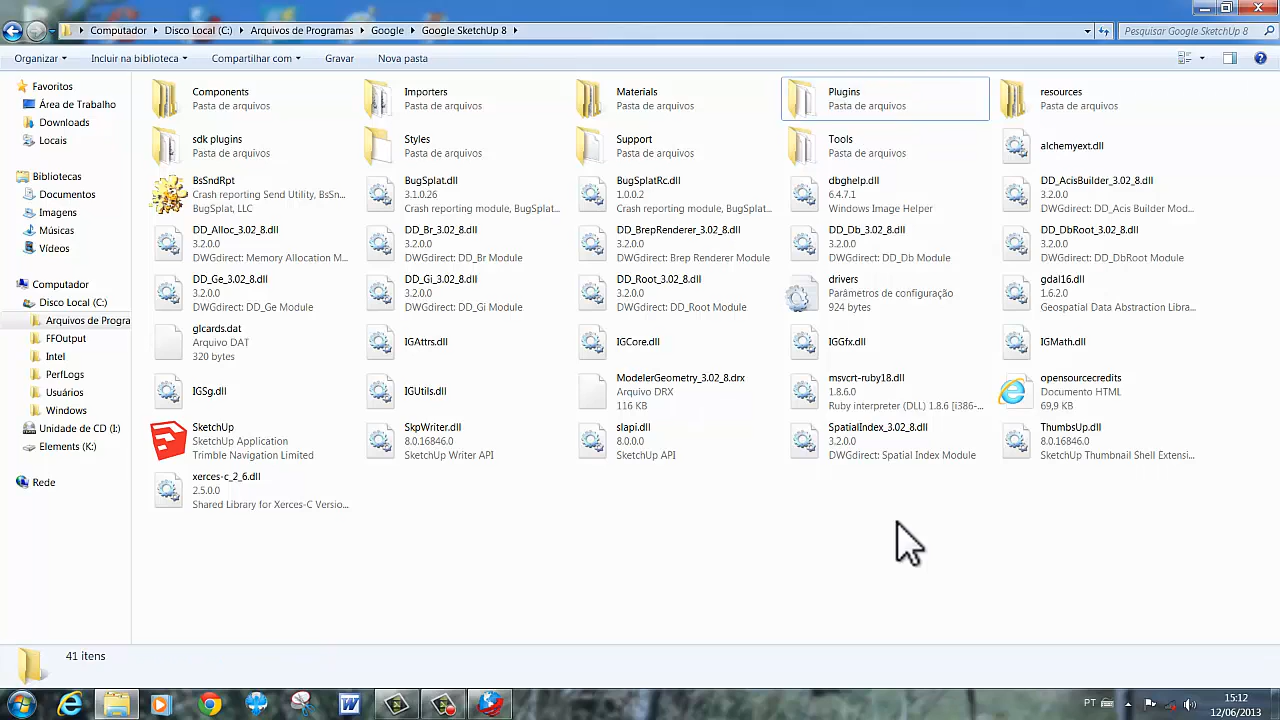 Computador Disco Local (C:) Arquivos de Programas Google Google SketchUp 8
Pesquisar Google SketchUp 8
Organizar Incluir na biblioteca Compartilhar com Gravar Nova pasta
Favoritos
Área de Trabalho
Downloads
Locais
Bibliotecas
Documentos
Imagens
Músicas
Vídeos
Computador
Disco Local (C:)
Arquivos de Progra
FFOutput
Intel
PerfLogs
Usuários
Windows
Unidade de CD (I:)
Elements (K:)
Rede
Components
Pasta de arquivos
Importers
Pasta de arquivos
Materials
Pasta de arquivos
Plugins
Pasta de arquivos
resources
Pasta de arquivos
sdk plugins
Pasta de arquivos
Styles
Pasta de arquivos
Support
Pasta de arquivos
Tools
Pasta de arquivos
alchemyext.dll
BsSndRpt
Crash reporting Send Utility, BsSn...
BugSplat, LLC
BugSplat.dll
3.1.0.26
Crash reporting module, BugSplat...
BugSplatRc.dll
1.0.0.2
Crash reporting module, BugSplat...
dbghelp.dll
6.4.7.1
Windows Image Helper
DD_AcisBuilder_3.02_8.dll
3.2.0.0
DWGdirect: DD_Acis Builder Mod...
DD_Alloc_3.02_8.dll
3.2.0.0
DWGdirect: Memory Allocation M...
DD_Br_3.02_8.dll
3.2.0.0
DWGdirect: DD_Br Module
DD_BrepRenderer_3.02_8.dll
3.2.0.0
DWGdirect: Brep Renderer Module
DD_Db_3.02_8.dll
3.2.0.0
DWGdirect: DD_Db Module
DD_DbRoot_3.02_8.dll
3.2.0.0
DWGdirect: DD_DbRoot Module
DD_Ge_3.02_8.dll
3.2.0.0
DWGdirect: DD_Ge Module
DD_Gi_3.02_8.dll
3.2.0.0
DWGdirect: DD_Gi Module
DD_Root_3.02_8.dll
3.2.0.0
DWGdirect: DD_Root Module
drivers
Parâmetros de configuração
924 bytes
gdal16.dll
1.6.2.0
Geospatial Data Abstraction Libra...
glcards.dat
Arquivo DAT
320 bytes
IGAttrs.dll
IGCore.dll
IGGfx.dll
IGMath.dll
IGSg.dll
IGUtils.dll
ModelerGeometry_3.02_8.drx
Arquivo DRX
116 KB
msvcrt-ruby18.dll
1.8.6.0
Ruby interpreter (DLL) 1.8.6 [i386-...
opensourcecredits
Documento HTML
69,9 KB
SketchUp
SketchUp Application
Trimble Navigation Limited
SkpWriter.dll
8.0.16846.0
SketchUp Writer API
slapi.dll
8.0.0.0
SketchUp API
SpatialIndex_3.02_8.dll
3.2.0.0
DWGdirect: Spatial Index Module
ThumbsUp.dll
8.0.16846.0
SketchUp Thumbnail Shell Extensi...
xerces-c_2_6.dll
2.5.0.0
Shared Library for Xerces-C Versio...
41 itens
PT
15:12
12/06/2013